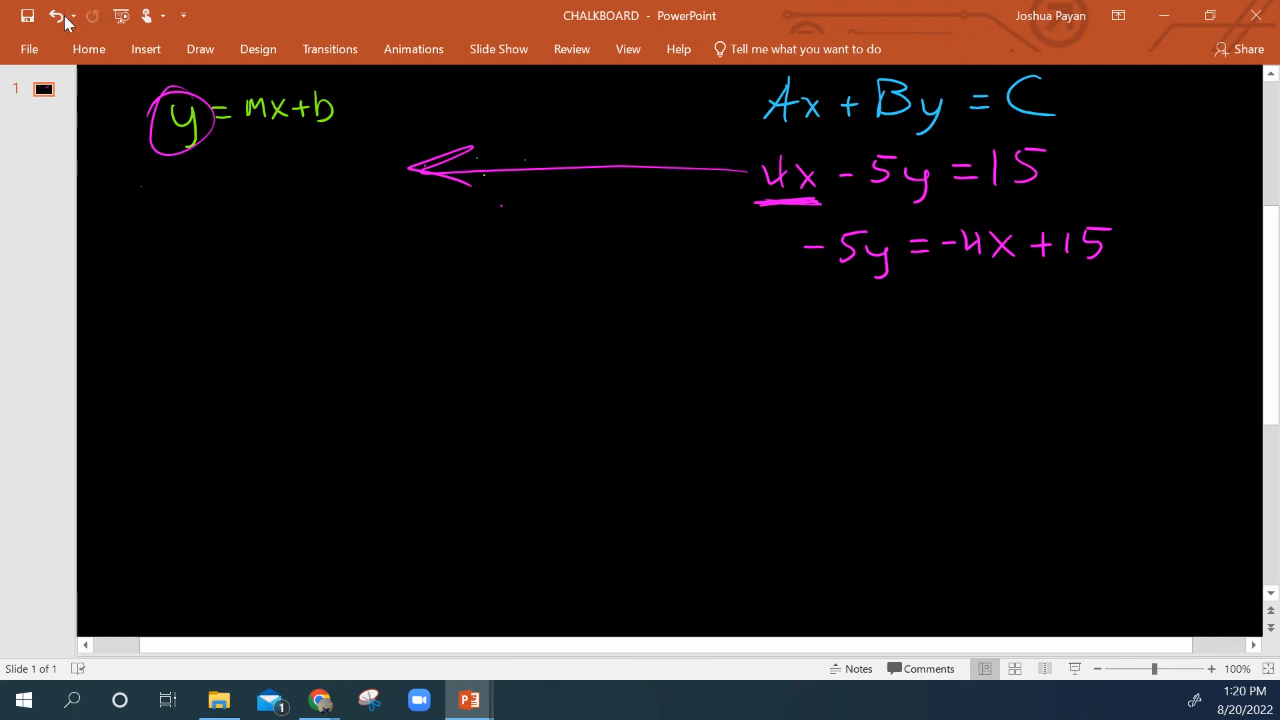 CHALKBOARD - PowerPoint
Joshua Payan
File Home Insert Draw Design Transitions Animations Slide Show Review View Help Tell me what you want to do Share
1
y = mx+b
Ax + By = C
4x - 5y = 15
- 5y = -4x + 15
Slide 1 of 1 Notes Comments 100%
1
1:20 PM
8/20/2022